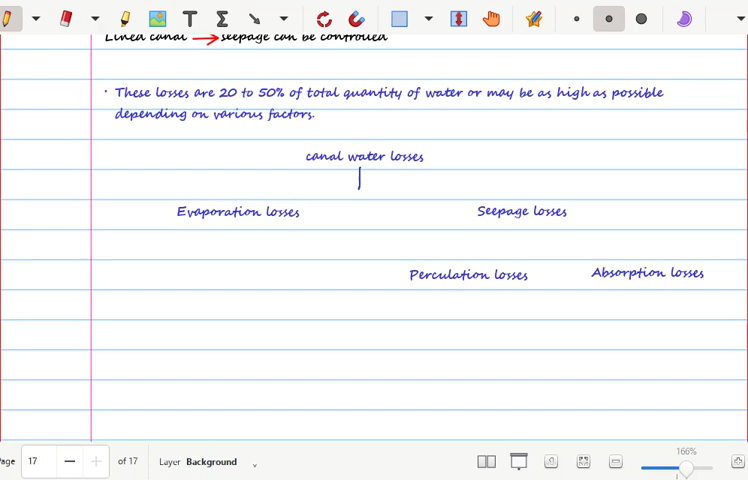 Lined canal → seepage can be controlled
· These losses are 20 to 50% of total quantity of water or may be as high as possible
depending on various factors.
canal water losses
Evaporation losses Seepage losses
Perculation losses Absorption losses
Page 17 of 17 Layer Background 166%